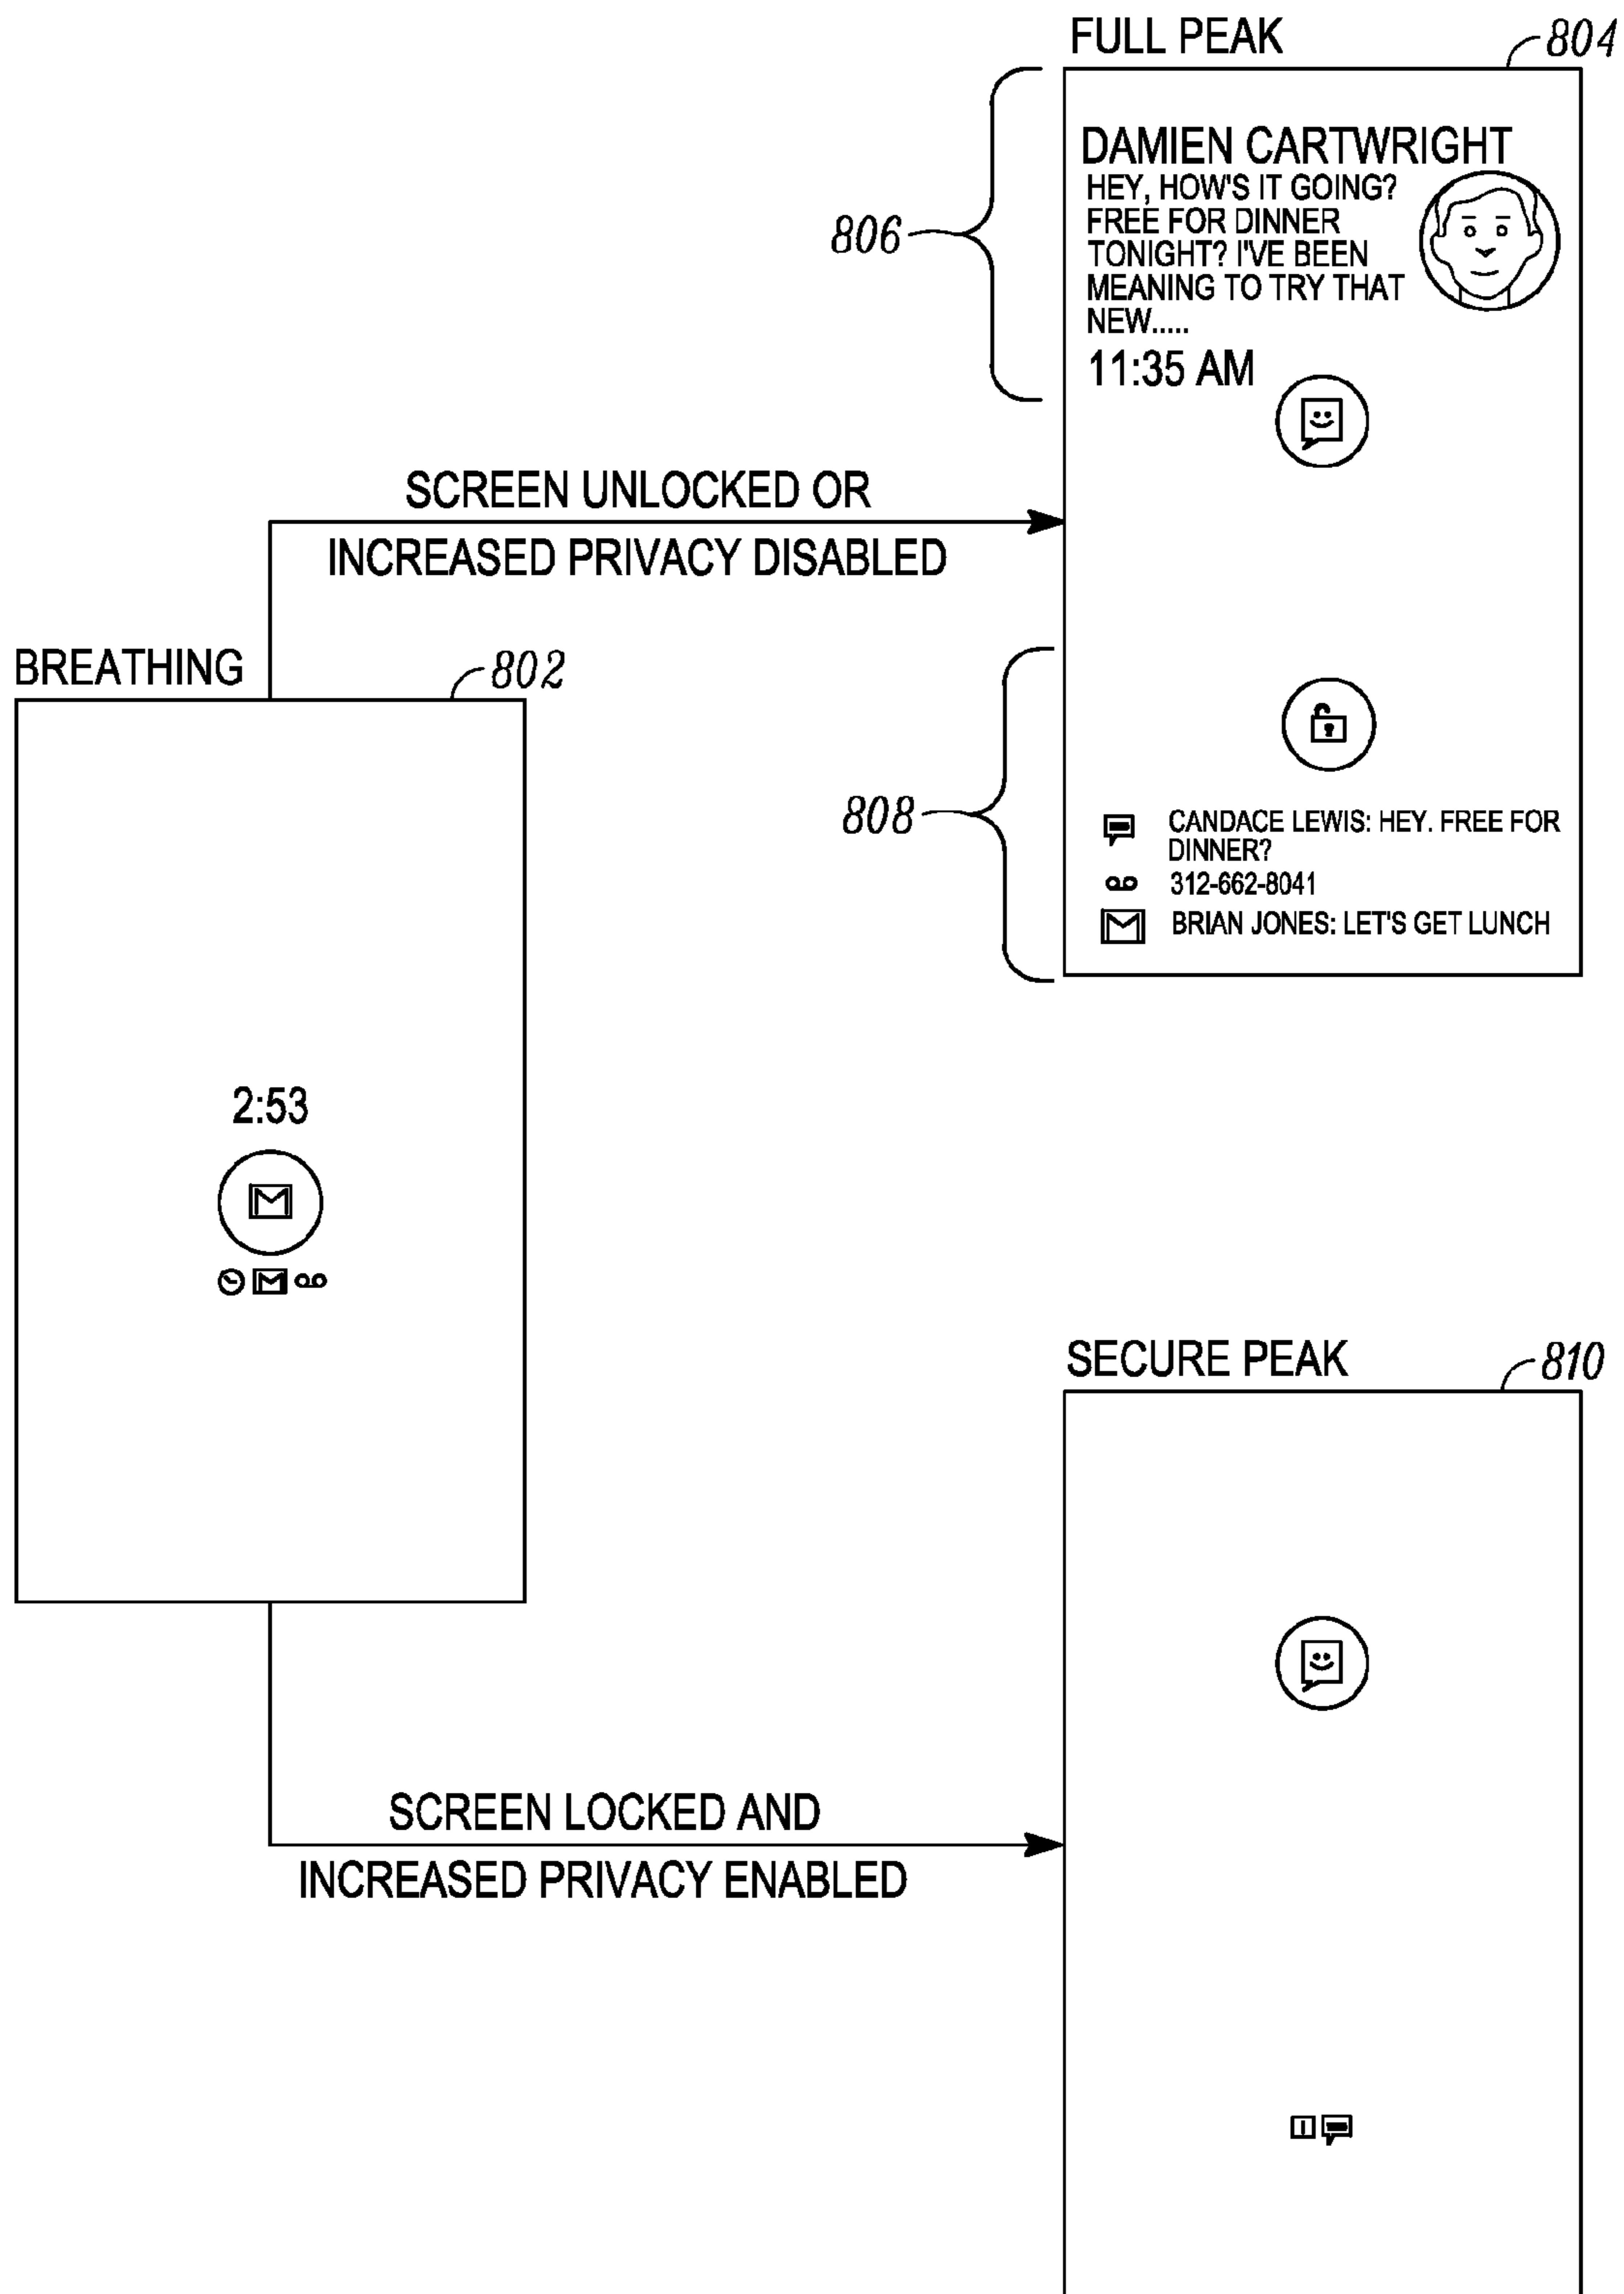 FULL PEAK
804
DAMIEN CARTWRIGHT
HEY, HOW'S IT GOING?
FREE FOR DINNER
TONIGHT? I'VE BEEN
MEANING TO TRY THAT
NEW.....
11:35 AM
806
SCREEN UNLOCKED OR
INCREASED PRIVACY DISABLED
BREATHING
802
808
CANDACE LEWIS: HEY. FREE FOR
DINNER?
312-662-8041
BRIAN JONES: LET'S GET LUNCH
2:53
SECURE PEAK
810
SCREEN LOCKED AND
INCREASED PRIVACY ENABLED